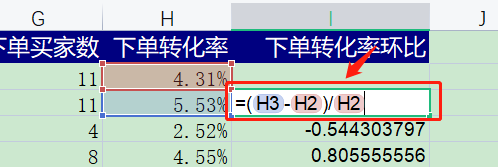 G H I J
下单买家数 下单转化率 下单转化率环比
11 4.31%
11 5.53% =(H3-H2)/H2
4 2.52% -0.544303797
8 4.55% 0.805555556